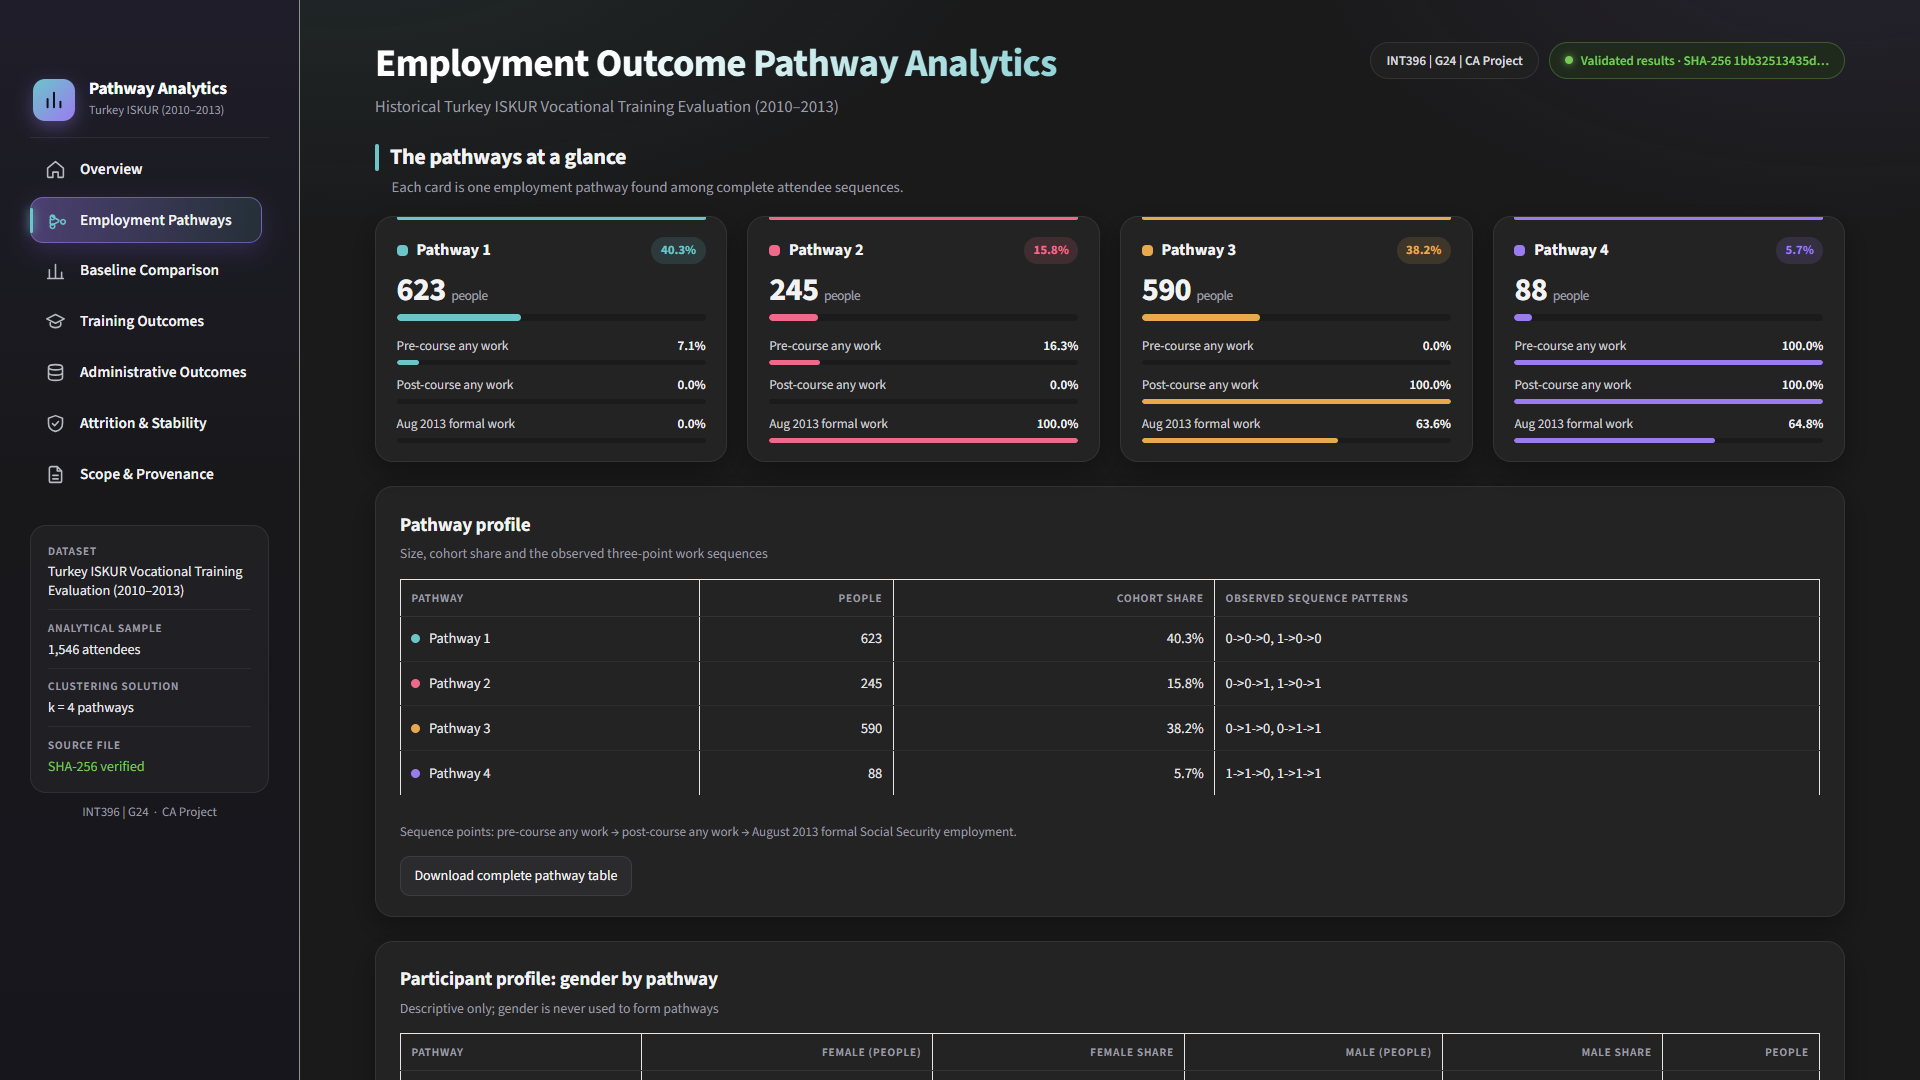 Pathway Analytics
Turkey ISKUR (2010–2013)
Overview
Employment Pathways
Baseline Comparison
Training Outcomes
Administrative Outcomes
Attrition & Stability
Scope & Provenance
DATASET
Turkey ISKUR Vocational Training
Evaluation (2010–2013)
ANALYTICAL SAMPLE
1,546 attendees
CLUSTERING SOLUTION
k = 4 pathways
SOURCE FILE
SHA-256 verified
INT396 | G24 · CA Project
Employment Outcome Pathway Analytics
INT396 | G24 | CA Project
Validated results · SHA-256 1bb32513435d…
Historical Turkey ISKUR Vocational Training Evaluation (2010–2013)
The pathways at a glance
Each card is one employment pathway found among complete attendee sequences.
Pathway 1 40.3%
623 people
Pre-course any work 7.1%
Post-course any work 0.0%
Aug 2013 formal work 0.0%
Pathway 2 15.8%
245 people
Pre-course any work 16.3%
Post-course any work 0.0%
Aug 2013 formal work 100.0%
Pathway 3 38.2%
590 people
Pre-course any work 0.0%
Post-course any work 100.0%
Aug 2013 formal work 63.6%
Pathway 4 5.7%
88 people
Pre-course any work 100.0%
Post-course any work 100.0%
Aug 2013 formal work 64.8%
Pathway profile
Size, cohort share and the observed three-point work sequences
PATHWAY PEOPLE COHORT SHARE OBSERVED SEQUENCE PATTERNS
Pathway 1 623 40.3% 0->0->0, 1->0->0
Pathway 2 245 15.8% 0->0->1, 1->0->1
Pathway 3 590 38.2% 0->1->0, 0->1->1
Pathway 4 88 5.7% 1->1->0, 1->1->1
Sequence points: pre-course any work → post-course any work → August 2013 formal Social Security employment.
Download complete pathway table
Participant profile: gender by pathway
Descriptive only; gender is never used to form pathways
PATHWAY FEMALE (PEOPLE) FEMALE SHARE MALE (PEOPLE) MALE SHARE PEOPLE